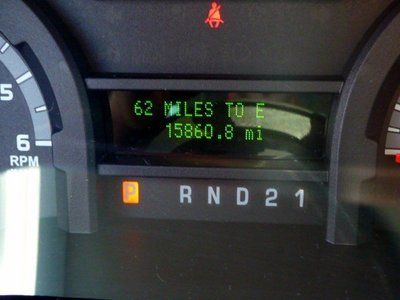 62 MILES TO E
15860.8 mi
5
6
RPM
P R N D 2 1